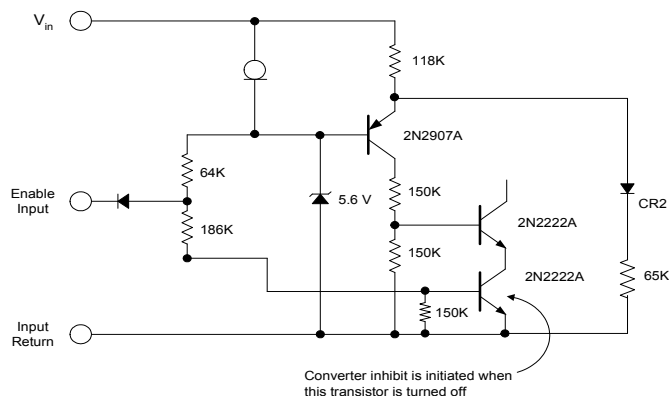 Vin
118K
2N2907A
64K
Enable
Input
5.6 V
150K
CR2
186K
2N2222A
150K
2N2222A
65K
150K
Input
Return
Converter inhibit is initiated when
this transistor is turned off